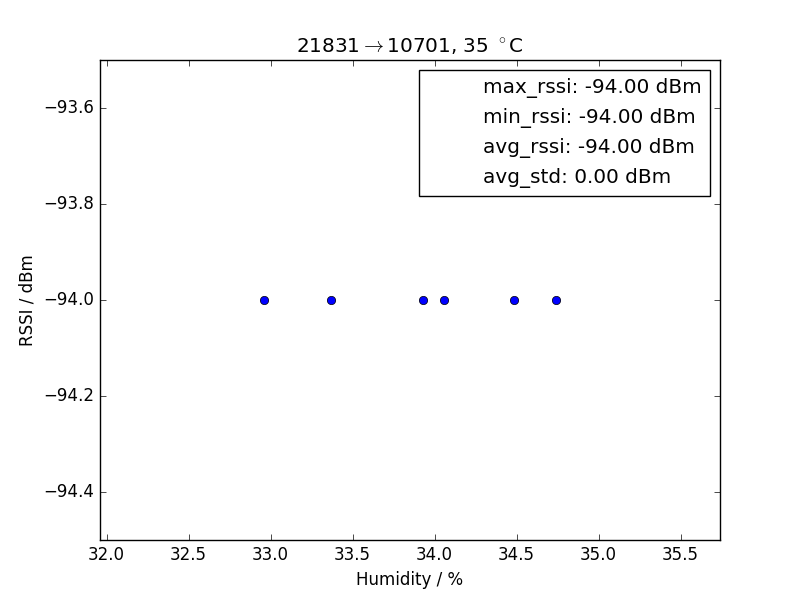 21831→10701, 35 °C
max_rssi: -94.00 dBm
min_rssi: -94.00 dBm
avg_rssi: -94.00 dBm
avg_std: 0.00 dBm
−93.6
−93.8
−94.0
−94.2
−94.4
RSSI / dBm
32.0 32.5 33.0 33.5 34.0 34.5 35.0 35.5
Humidity / %